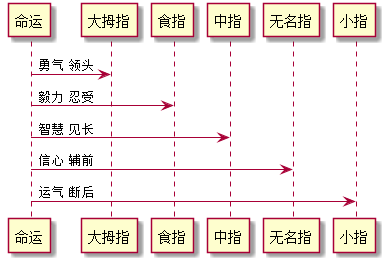 命运 大拇指 食指 中指 无名指 小指
勇气 领头
毅力 忍受
智慧 见长
信心 辅前
运气 断后
命运 大拇指 食指 中指 无名指 小指